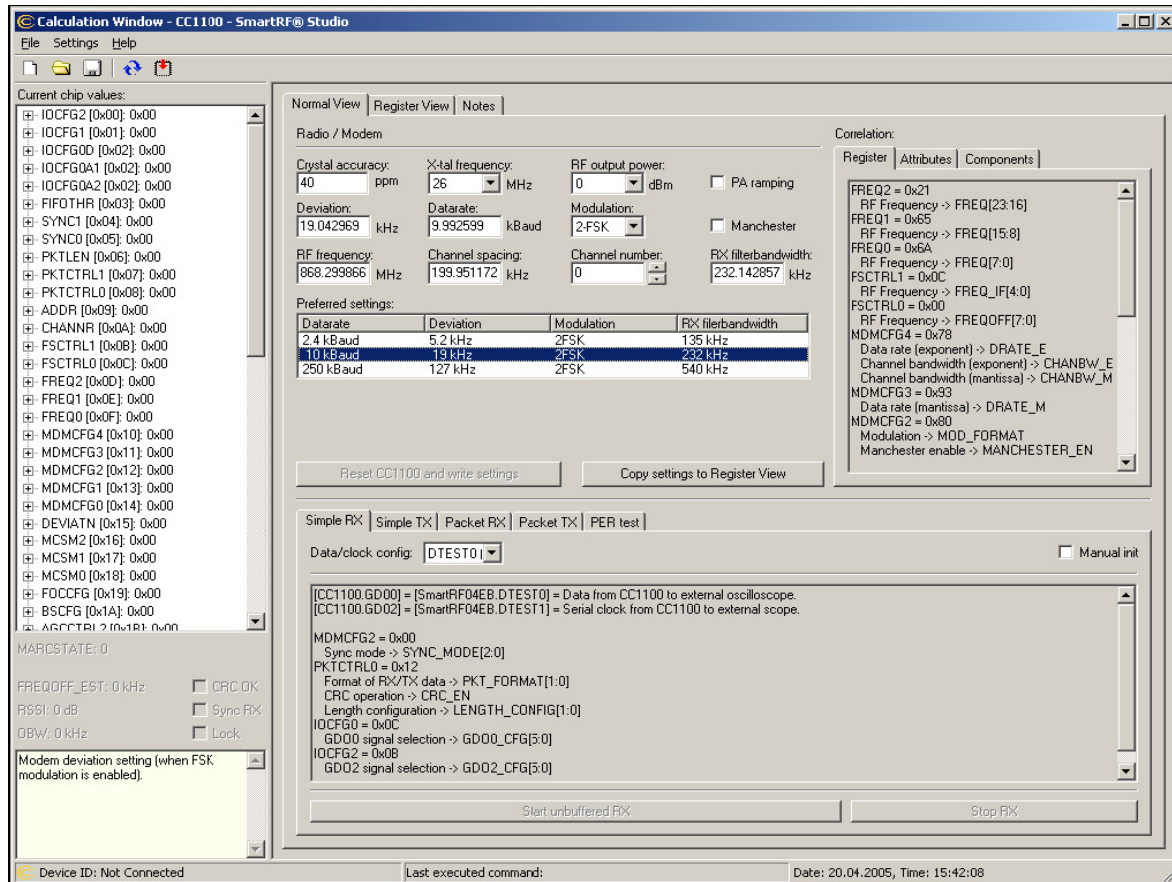 Calculation Window - CC1100 - SmartRF® Studio
File Settings Help
Current chip values:
IOCFG2 [0x00]: 0x00
IOCFG1 [0x01]: 0x00
IOCFG0D [0x02]: 0x00
IOCFG0A1 [0x02]: 0x00
IOCFG0A2 [0x02]: 0x00
FIFOTHR [0x03]: 0x00
SYNC1 [0x04]: 0x00
SYNC0 [0x05]: 0x00
PKTLEN [0x06]: 0x00
PKTCTRL1 [0x07]: 0x00
PKTCTRL0 [0x08]: 0x00
ADDR [0x09]: 0x00
CHANNR [0x0A]: 0x00
FSCTRL1 [0x0B]: 0x00
FSCTRL0 [0x0C]: 0x00
FREQ2 [0x0D]: 0x00
FREQ1 [0x0E]: 0x00
FREQ0 [0x0F]: 0x00
MDMCFG4 [0x10]: 0x00
MDMCFG3 [0x11]: 0x00
MDMCFG2 [0x12]: 0x00
MDMCFG1 [0x13]: 0x00
MDMCFG0 [0x14]: 0x00
DEVIATN [0x15]: 0x00
MCSM2 [0x16]: 0x00
MCSM1 [0x17]: 0x00
MCSM0 [0x18]: 0x00
FOCCFG [0x19]: 0x00
BSCFG [0x1A]: 0x00
AGCCTRL2 [0x1B]: 0x00
MARCSTATE: 0
FREQOFF_EST: 0 kHz CRC OK
RSSI: 0 dB Sync RX
OBW: 0 kHz Lock
Modem deviation setting (when FSK
modulation is enabled).
Normal View Register View Notes
Radio / Modem
Crystal accuracy: X-tal frequency: RF output power:
40 ppm 26 MHz 0 dBm PA ramping
Deviation: Datarate: Modulation:
19.042969 kHz 9.992599 kBaud 2-FSK Manchester
RF frequency: Channel spacing: Channel number: RX filterbandwidth:
868.299866 MHz 199.951172 kHz 0 232.142857 kHz
Preferred settings:
Datarate Deviation Modulation RX filerbandwidth
2.4 kBaud 5.2 kHz 2FSK 135 kHz
10 kBaud 19 kHz 2FSK 232 kHz
250 kBaud 127 kHz 2FSK 540 kHz
Reset CC1100 and write settings Copy settings to Register View
Correlation:
Register Attributes Components
FREQ2 = 0x21
RF Frequency -> FREQ[23:16]
FREQ1 = 0x65
RF Frequency -> FREQ[15:8]
FREQ0 = 0x6A
RF Frequency -> FREQ[7:0]
FSCTRL1 = 0x0C
RF Frequency -> FREQ_IF[4:0]
FSCTRL0 = 0x00
RF Frequency -> FREQOFF[7:0]
MDMCFG4 = 0x78
Data rate (exponent) -> DRATE_E
Channel bandwidth (exponent) -> CHANBW_E
Channel bandwidth (mantissa) -> CHANBW_M
MDMCFG3 = 0x93
Data rate (mantissa) -> DRATE_M
MDMCFG2 = 0x80
Modulation -> MOD_FORMAT
Manchester enable -> MANCHESTER_EN
Simple RX Simple TX Packet RX Packet TX PER test
Data/clock config: DTEST0 Manual init
[CC1100.GD00] = [SmartRF04EB.DTEST0] = Data from CC1100 to external oscilloscope.
[CC1100.GD02] = [SmartRF04EB.DTEST1] = Serial clock from CC1100 to external scope.
MDMCFG2 = 0x00
Sync mode -> SYNC_MODE[2:0]
PKTCTRL0 = 0x12
Format of RX/TX data -> PKT_FORMAT[1:0]
CRC operation -> CRC_EN
Length configuration -> LENGTH_CONFIG[1:0]
IOCFG0 = 0x0C
GDO0 signal selection -> GDO0_CFG[5:0]
IOCFG2 = 0x0B
GDO2 signal selection -> GDO2_CFG[5:0]
Start unbuffered RX Stop RX
Device ID: Not Connected Last executed command: Date: 20.04.2005, Time: 15:42:08